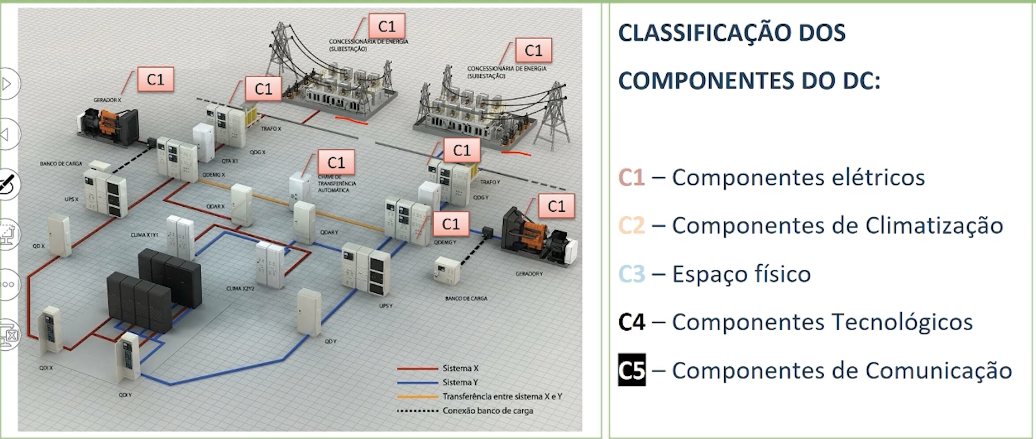 C1
CONCESSIONÁRIA DE ENERGIA
(SUBESTAÇÃO)
C1
CONCESSIONÁRIA DE ENERGIA
(SUBESTAÇÃO)
C1
GERADOR X
C1
TRAFO X
QDG X
QTA X1
BANCO DE CARGA
QDEMG X
UPS X
C1
CHAVE DE
TRANSFERÊNCIA
AUTOMÁTICA
C1
TRAFO Y
QDG Y
C1
QDEMG Y
C1
GERADOR Y
BANCO DE CARGA
QDAR X
QDAR Y
QD X
CLIMA X1Y1
CLIMA X2Y2
UPS Y
QD Y
QDI X
QDI Y
Sistema X
Sistema Y
Transferência entre sistema X e Y
Conexão banco de carga
CLASSIFICAÇÃO DOS
COMPONENTES DO DC:
C1 – Componentes elétricos
C2 – Componentes de Climatização
C3 – Espaço físico
C4 – Componentes Tecnológicos
C5 – Componentes de Comunicação